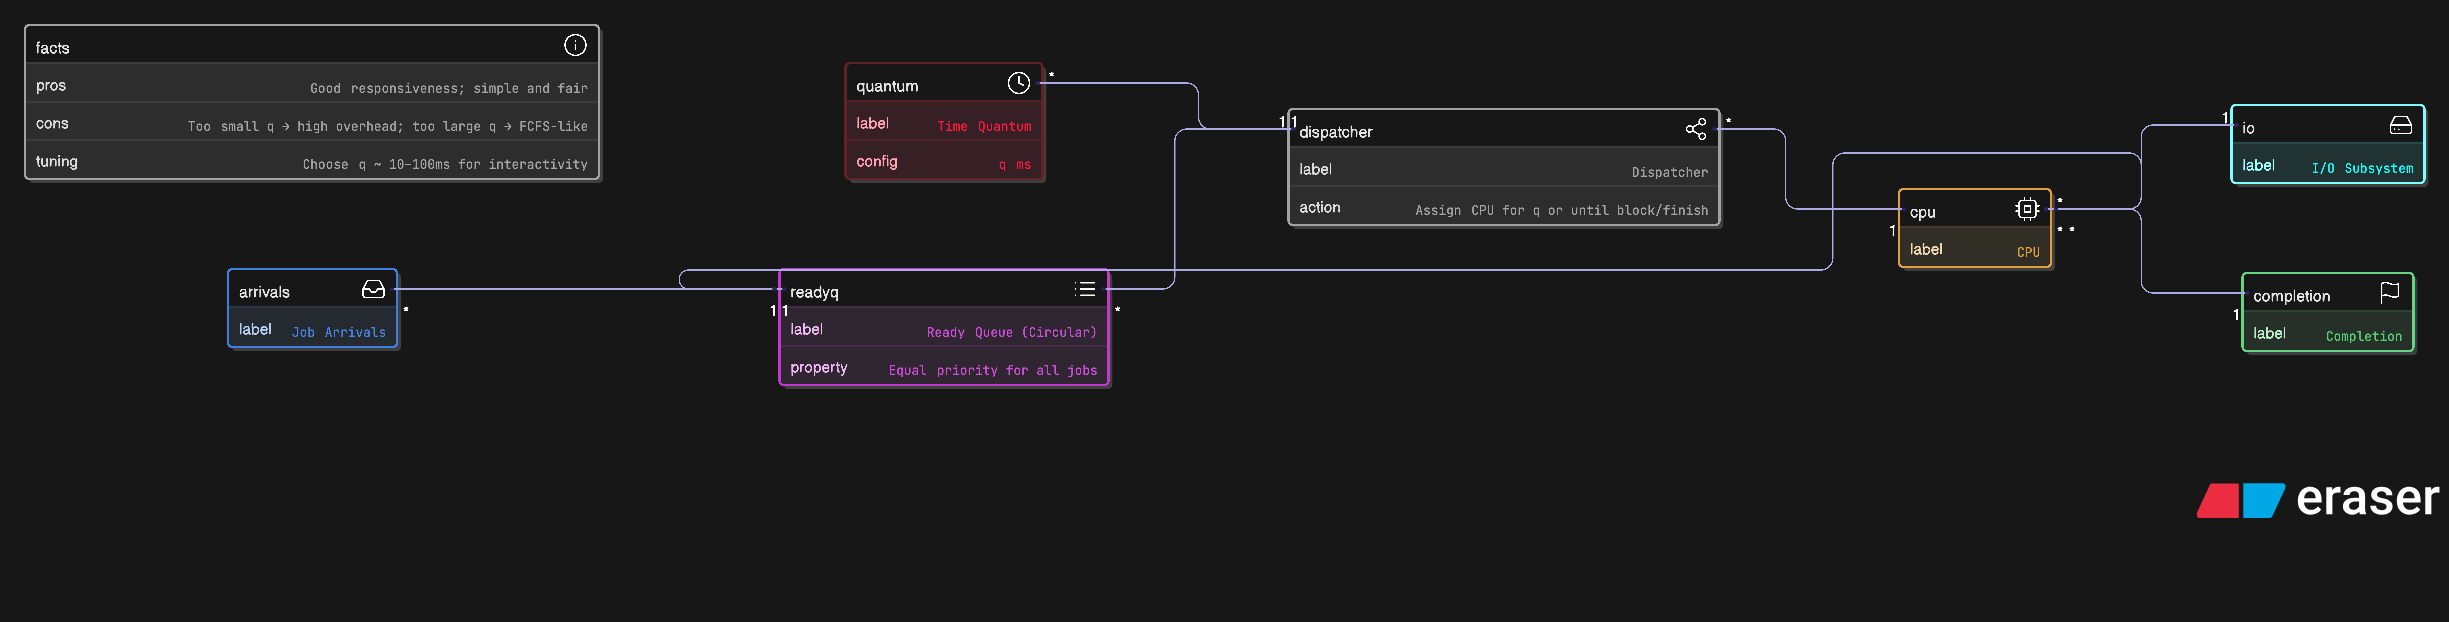 facts
pros Good responsiveness; simple and fair
cons Too small q → high overhead; too large q → FCFS-like
tuning Choose q ~ 10-100ms for interactivity
quantum *
label Time Quantum
config q ms
1 1 dispatcher *
label Dispatcher
action Assign CPU for q or until block/finish
1 io
label I/O Subsystem
cpu *
1 * *
label CPU
arrivals
label Job Arrivals *
readyq
1 1 *
label Ready Queue (Circular)
property Equal priority for all jobs
completion
1
label Completion
eraser